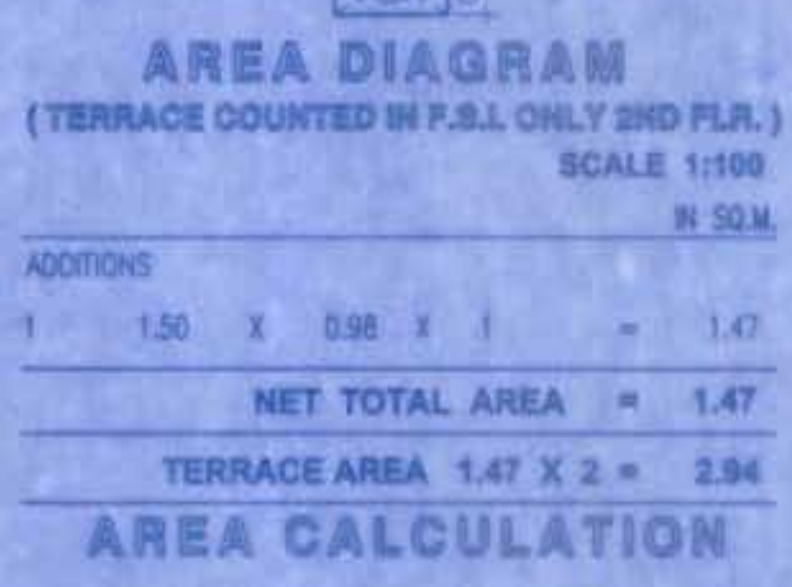 AREA DIAGRAM
(TERRACE COUNTED IN F.S.I. ONLY 2ND FLR.)
SCALE 1:100
IN SQ.M.
ADDITIONS
1 1.50 X 0.98 X 1 = 1.47
NET TOTAL AREA = 1.47
TERRACE AREA 1.47 X 2 = 2.94
AREA CALCULATION